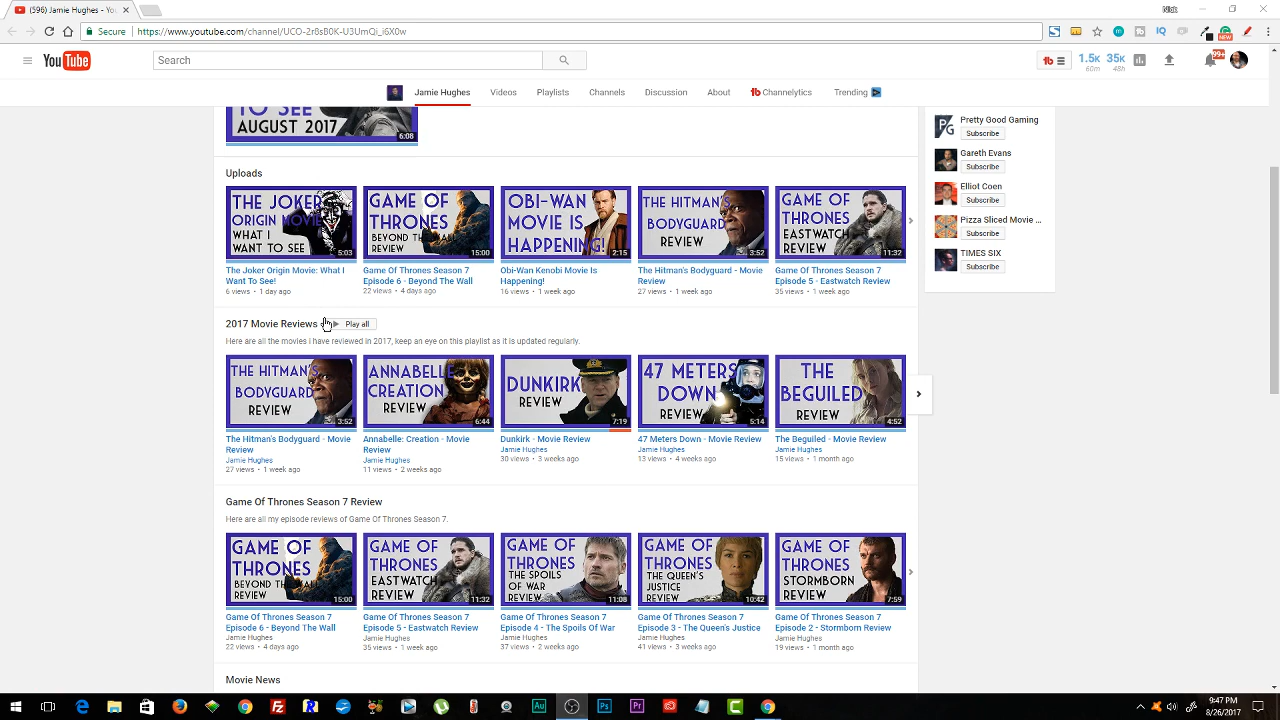 (596) Jamie Hughes - Yo
Nick
Secure
https://www.youtube.com/channel/UCO-2r8sB0K-U3UmQi_i6X0w
NEW
YouTube
Search
1.5K
60m
35K
48h
99+
Jamie Hughes
Videos
Playlists
Channels
Discussion
About
Channelytics
Trending
TO SEE
AUGUST 2017
6:08
Pretty Good Gaming
Subscribe
Gareth Evans
Subscribe
Elliot Coen
Subscribe
Pizza Sliced Movie ...
Subscribe
TIMES SIX
Subscribe
Uploads
THE JOKER
ORIGIN MOVIE
WHAT I
WANT TO SEE
5:03
GAME OF
THRONES
BEYOND THE WALL
REVIEW
15:00
OBI-WAN
MOVIE IS
HAPPENING!
2:15
THE HITMAN'S
BODYGUARD
REVIEW
3:52
GAME OF
THRONES
EASTWATCH
REVIEW
11:32
The Joker Origin Movie: What I
Want To See!
6 views • 1 day ago
Game Of Thrones Season 7
Episode 6 - Beyond The Wall
22 views • 4 days ago
Obi-Wan Kenobi Movie Is
Happening!
16 views • 1 week ago
The Hitman's Bodyguard - Movie
Review
27 views • 1 week ago
Game Of Thrones Season 7
Episode 5 - Eastwatch Review
35 views • 1 week ago
2017 Movie Reviews
Play all
Here are all the movies i have reviewed in 2017, keep an eye on this playlist as it is updated regularly.
THE HITMAN'S
BODYGUARD
REVIEW
3:52
ANNABELLE
CREATION
REVIEW
6:44
DUNKIRK
REVIEW
7:19
47 METERS
DOWN
REVIEW
5:14
THE
BEGUILED
REVIEW
4:52
The Hitman's Bodyguard - Movie
Review
Jamie Hughes
27 views • 1 week ago
Annabelle: Creation - Movie
Review
Jamie Hughes
11 views • 2 weeks ago
Dunkirk - Movie Review
Jamie Hughes
30 views • 3 weeks ago
47 Meters Down - Movie Review
Jamie Hughes
13 views • 4 weeks ago
The Beguiled - Movie Review
Jamie Hughes
15 views • 1 month ago
Game Of Thrones Season 7 Review
Here are all my episode reviews of Game Of Thrones Season 7.
GAME OF
THRONES
BEYOND THE WALL
REVIEW
15:00
GAME OF
THRONES
EASTWATCH
REVIEW
11:32
GAME OF
THRONES
THE SPOILS
OF WAR
REVIEW
11:08
GAME OF
THRONES
THE QUEEN'S
JUSTICE
REVIEW
10:42
GAME OF
THRONES
STORMBORN
REVIEW
7:59
Game Of Thrones Season 7
Episode 6 - Beyond The Wall
Jamie Hughes
22 views • 4 days ago
Game Of Thrones Season 7
Episode 5 - Eastwatch Review
Jamie Hughes
35 views • 1 week ago
Game Of Thrones Season 7
Episode 4 - The Spoils Of War
Jamie Hughes
37 views • 2 weeks ago
Game Of Thrones Season 7
Episode 3 - The Queen's Justice
Jamie Hughes
41 views • 3 weeks ago
Game Of Thrones Season 7
Episode 2 - Stormborn Review
Jamie Hughes
19 views • 1 month ago
Movie News
9:47 PM
8/26/2017